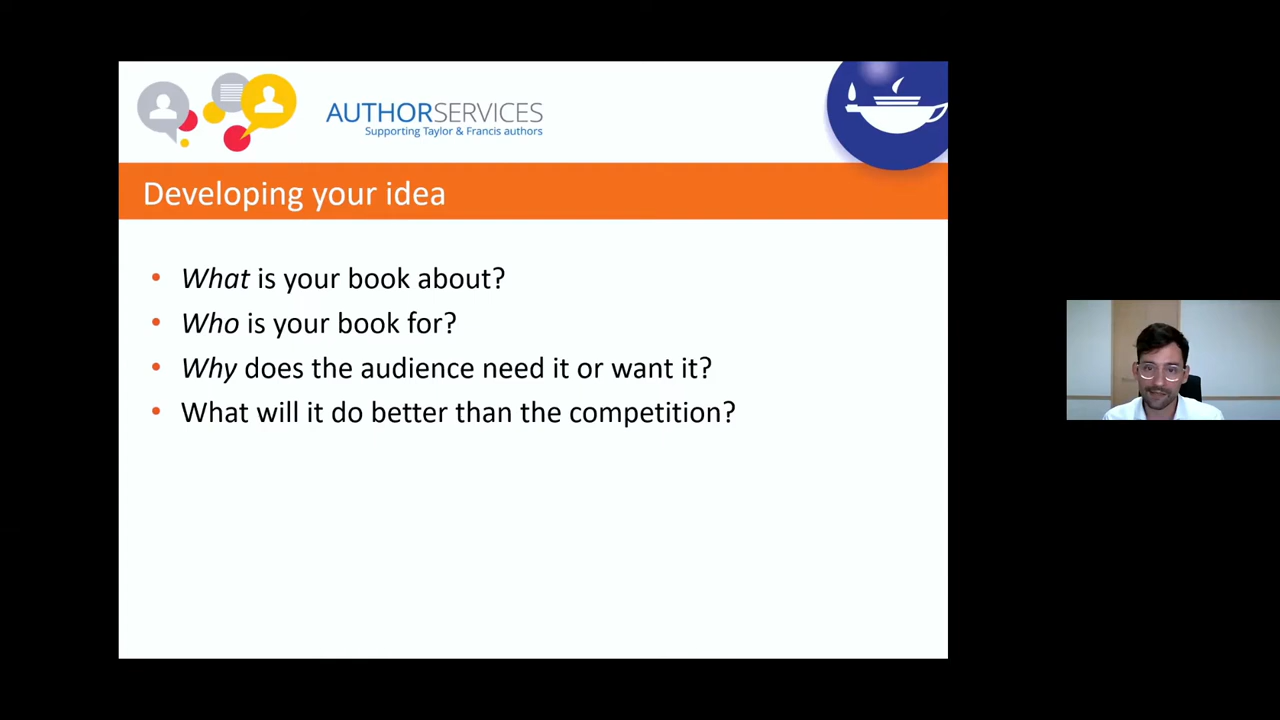 AUTHORSERVICES
Supporting Taylor & Francis authors
Developing your idea
• What is your book about?
• Who is your book for?
• Why does the audience need it or want it?
• What will it do better than the competition?